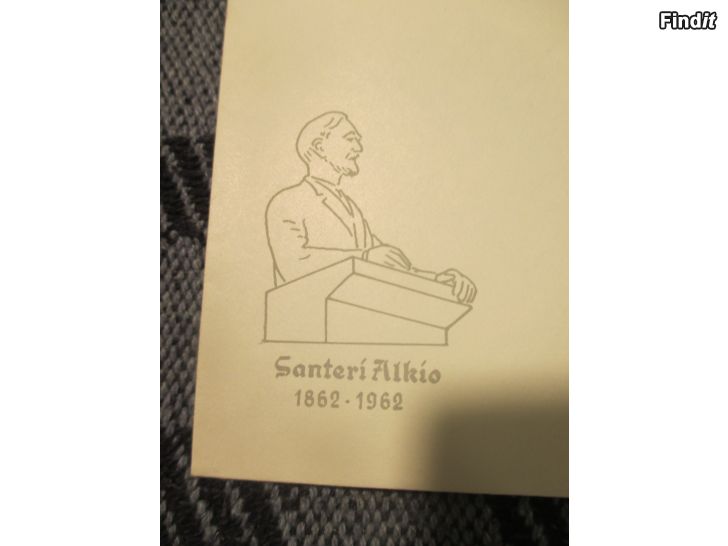 Findit
Santeri Alkio
1862 - 1962